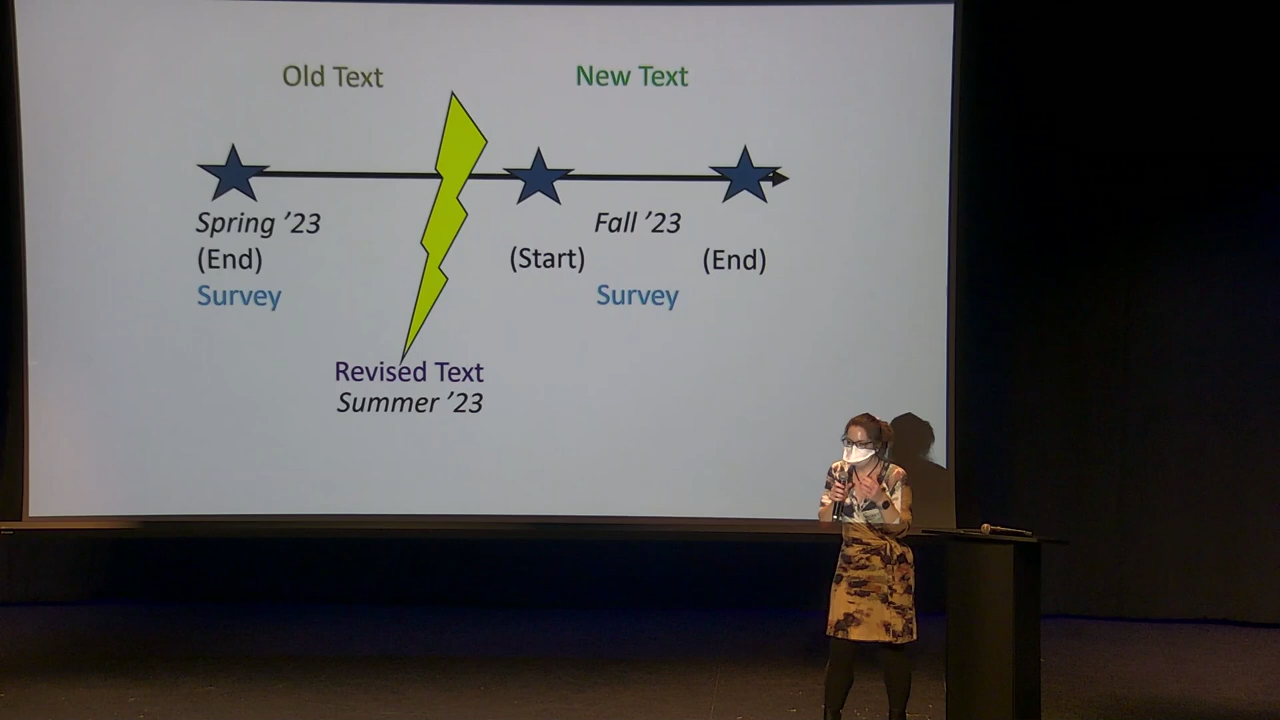 Old Text
New Text
Spring ’23
(End)
Survey
Fall ’23
(Start)
(End)
Survey
Revised Text
Summer ’23